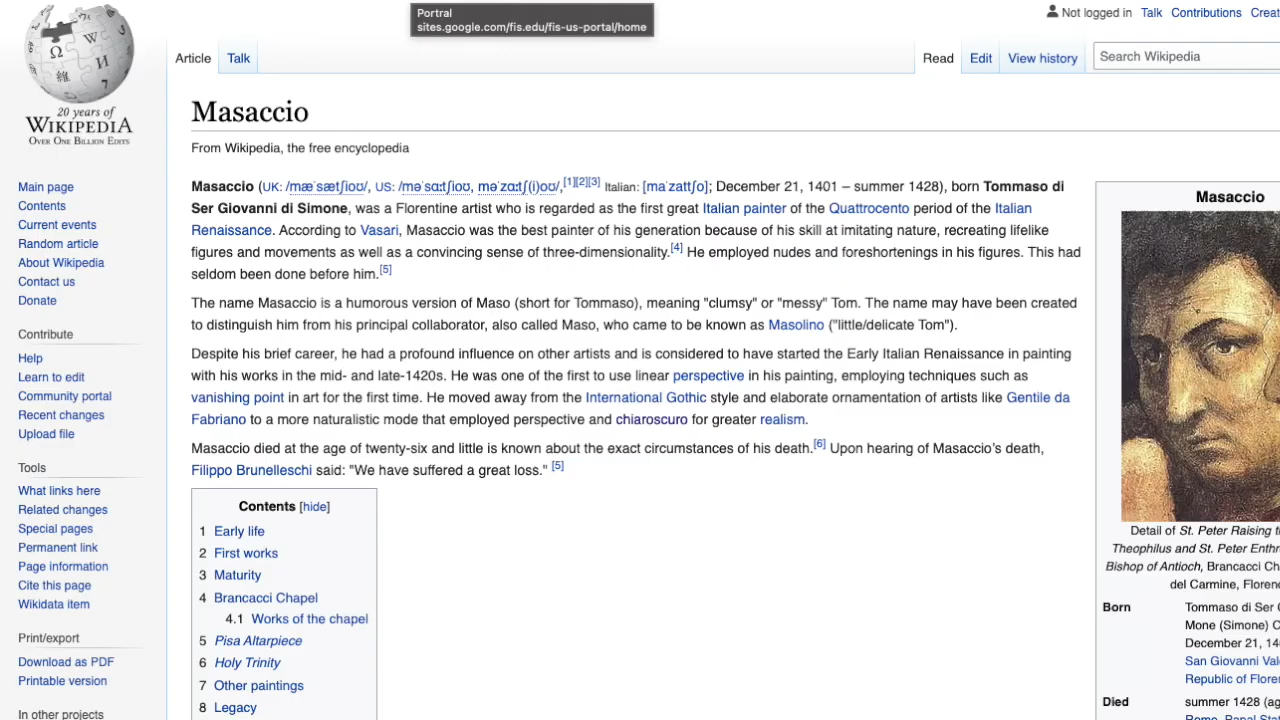 Portral
sites.google.com/fis.edu/fis-us-portal/home
Not logged in Talk Contributions Creat
Article Talk Read Edit View history Search Wikipedia
20 years of
WIKIPEDIA
OVER ONE BILLION EDITS
Main page
Contents
Current events
Random article
About Wikipedia
Contact us
Donate
Contribute
Help
Learn to edit
Community portal
Recent changes
Upload file
Tools
What links here
Related changes
Special pages
Permanent link
Page information
Cite this page
Wikidata item
Print/export
Download as PDF
Printable version
In other projects
Masaccio
From Wikipedia, the free encyclopedia
Masaccio (UK: /mæˈsætʃioʊ/, US: /məˈsɑːtʃioʊ, məˈzɑːtʃ(i)oʊ/,[1][2][3] Italian: [maˈzattʃo]; December 21, 1401 – summer 1428), born Tommaso di
Ser Giovanni di Simone, was a Florentine artist who is regarded as the first great Italian painter of the Quattrocento period of the Italian
Renaissance. According to Vasari, Masaccio was the best painter of his generation because of his skill at imitating nature, recreating lifelike
figures and movements as well as a convincing sense of three-dimensionality.[4] He employed nudes and foreshortenings in his figures. This had
seldom been done before him.[5]
The name Masaccio is a humorous version of Maso (short for Tommaso), meaning "clumsy" or "messy" Tom. The name may have been created
to distinguish him from his principal collaborator, also called Maso, who came to be known as Masolino ("little/delicate Tom").
Despite his brief career, he had a profound influence on other artists and is considered to have started the Early Italian Renaissance in painting
with his works in the mid- and late-1420s. He was one of the first to use linear perspective in his painting, employing techniques such as
vanishing point in art for the first time. He moved away from the International Gothic style and elaborate ornamentation of artists like Gentile da
Fabriano to a more naturalistic mode that employed perspective and chiaroscuro for greater realism.
Masaccio died at the age of twenty-six and little is known about the exact circumstances of his death.[6] Upon hearing of Masaccio's death,
Filippo Brunelleschi said: "We have suffered a great loss." [5]
Contents [hide]
1 Early life
2 First works
3 Maturity
4 Brancacci Chapel
4.1 Works of the chapel
5 Pisa Altarpiece
6 Holy Trinity
7 Other paintings
8 Legacy
Masaccio
Detail of St. Peter Raising t
Theophilus and St. Peter Enthr
Bishop of Antioch, Brancacci Ch
del Carmine, Floren
Born Tommaso di Ser
Mone (Simone) C
December 21, 14
San Giovanni Val
Republic of Flore
Died summer 1428 (ag
Rome, Papal Stat